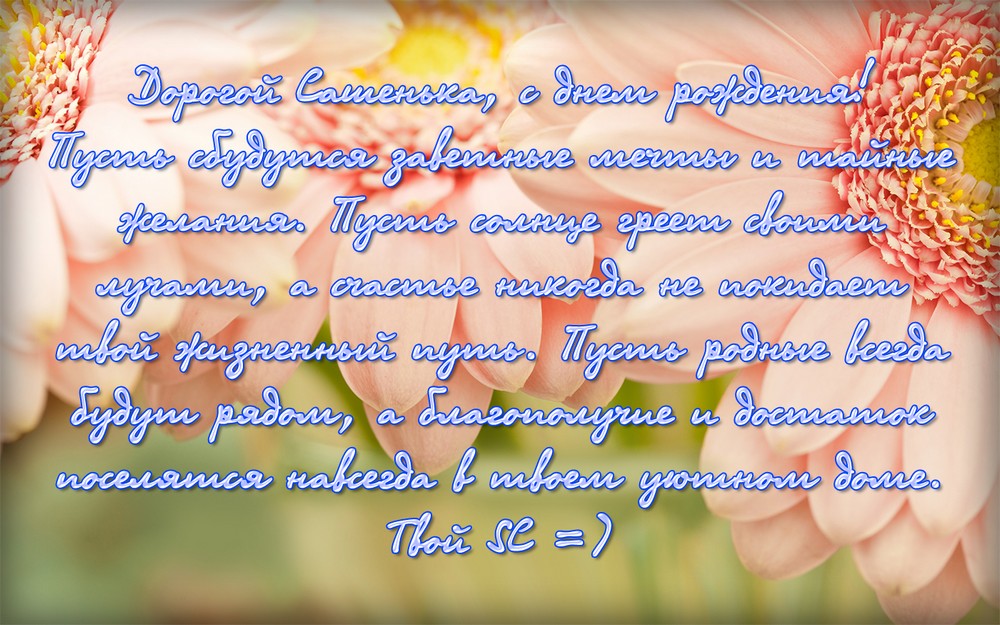 Дорогой Сашенька, с днем рождения!
Пусть сбудутся заветные мечты и тайные
желания. Пусть солнце греет своими
лучами, а счастье никогда не покидает
твой жизненный путь. Пусть родные всегда
будут рядом, а благополучие и достаток
поселятся навсегда в твоем уютном доме.
Твой SC =)